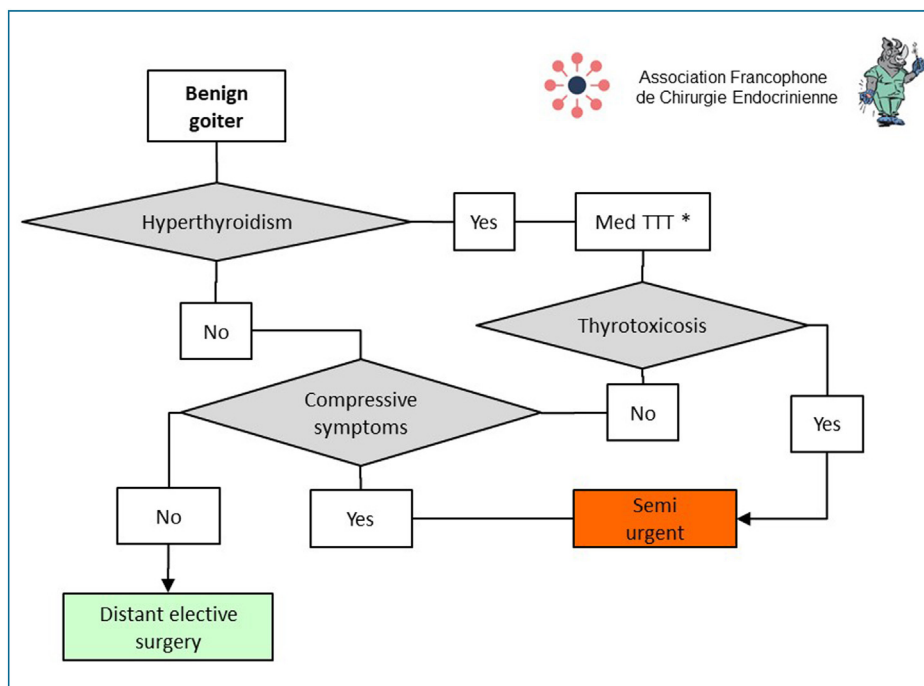 Association Francophone
de Chirurgie Endocrinienne
Benign
goiter
Hyperthyroidism
Yes
Med TTT *
No
Thyrotoxicosis
Compressive
symptoms
No
Yes
No
Yes
Semi
urgent
Distant elective
surgery